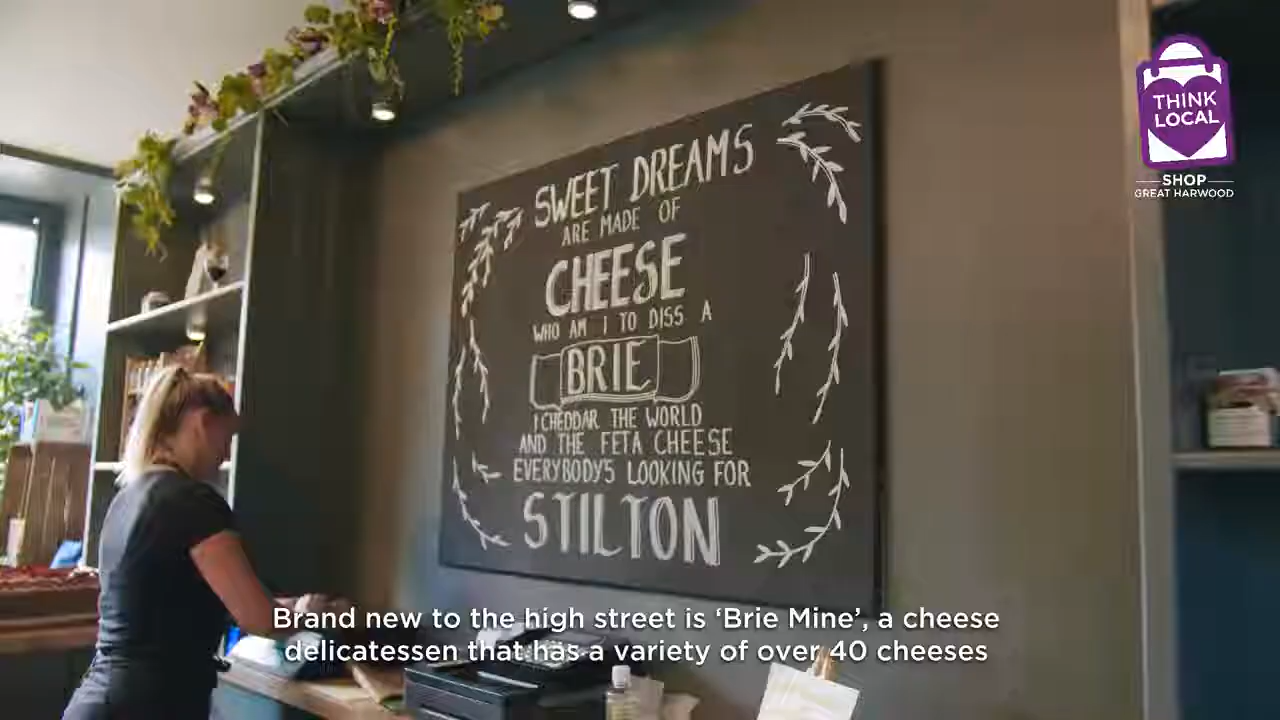 THINK
LOCAL
SHOP
GREAT HARWOOD
SWEET DREAMS
ARE MADE OF
CHEESE
WHO AM I TO DISS A
BRIE
I CHEDDAR THE WORLD
AND THE FETA CHEESE
EVERYBODY'S LOOKING FOR
STILTON
Brand new to the high street is ‘Brie Mine’, a cheese
delicatessen that has a variety of over 40 cheeses